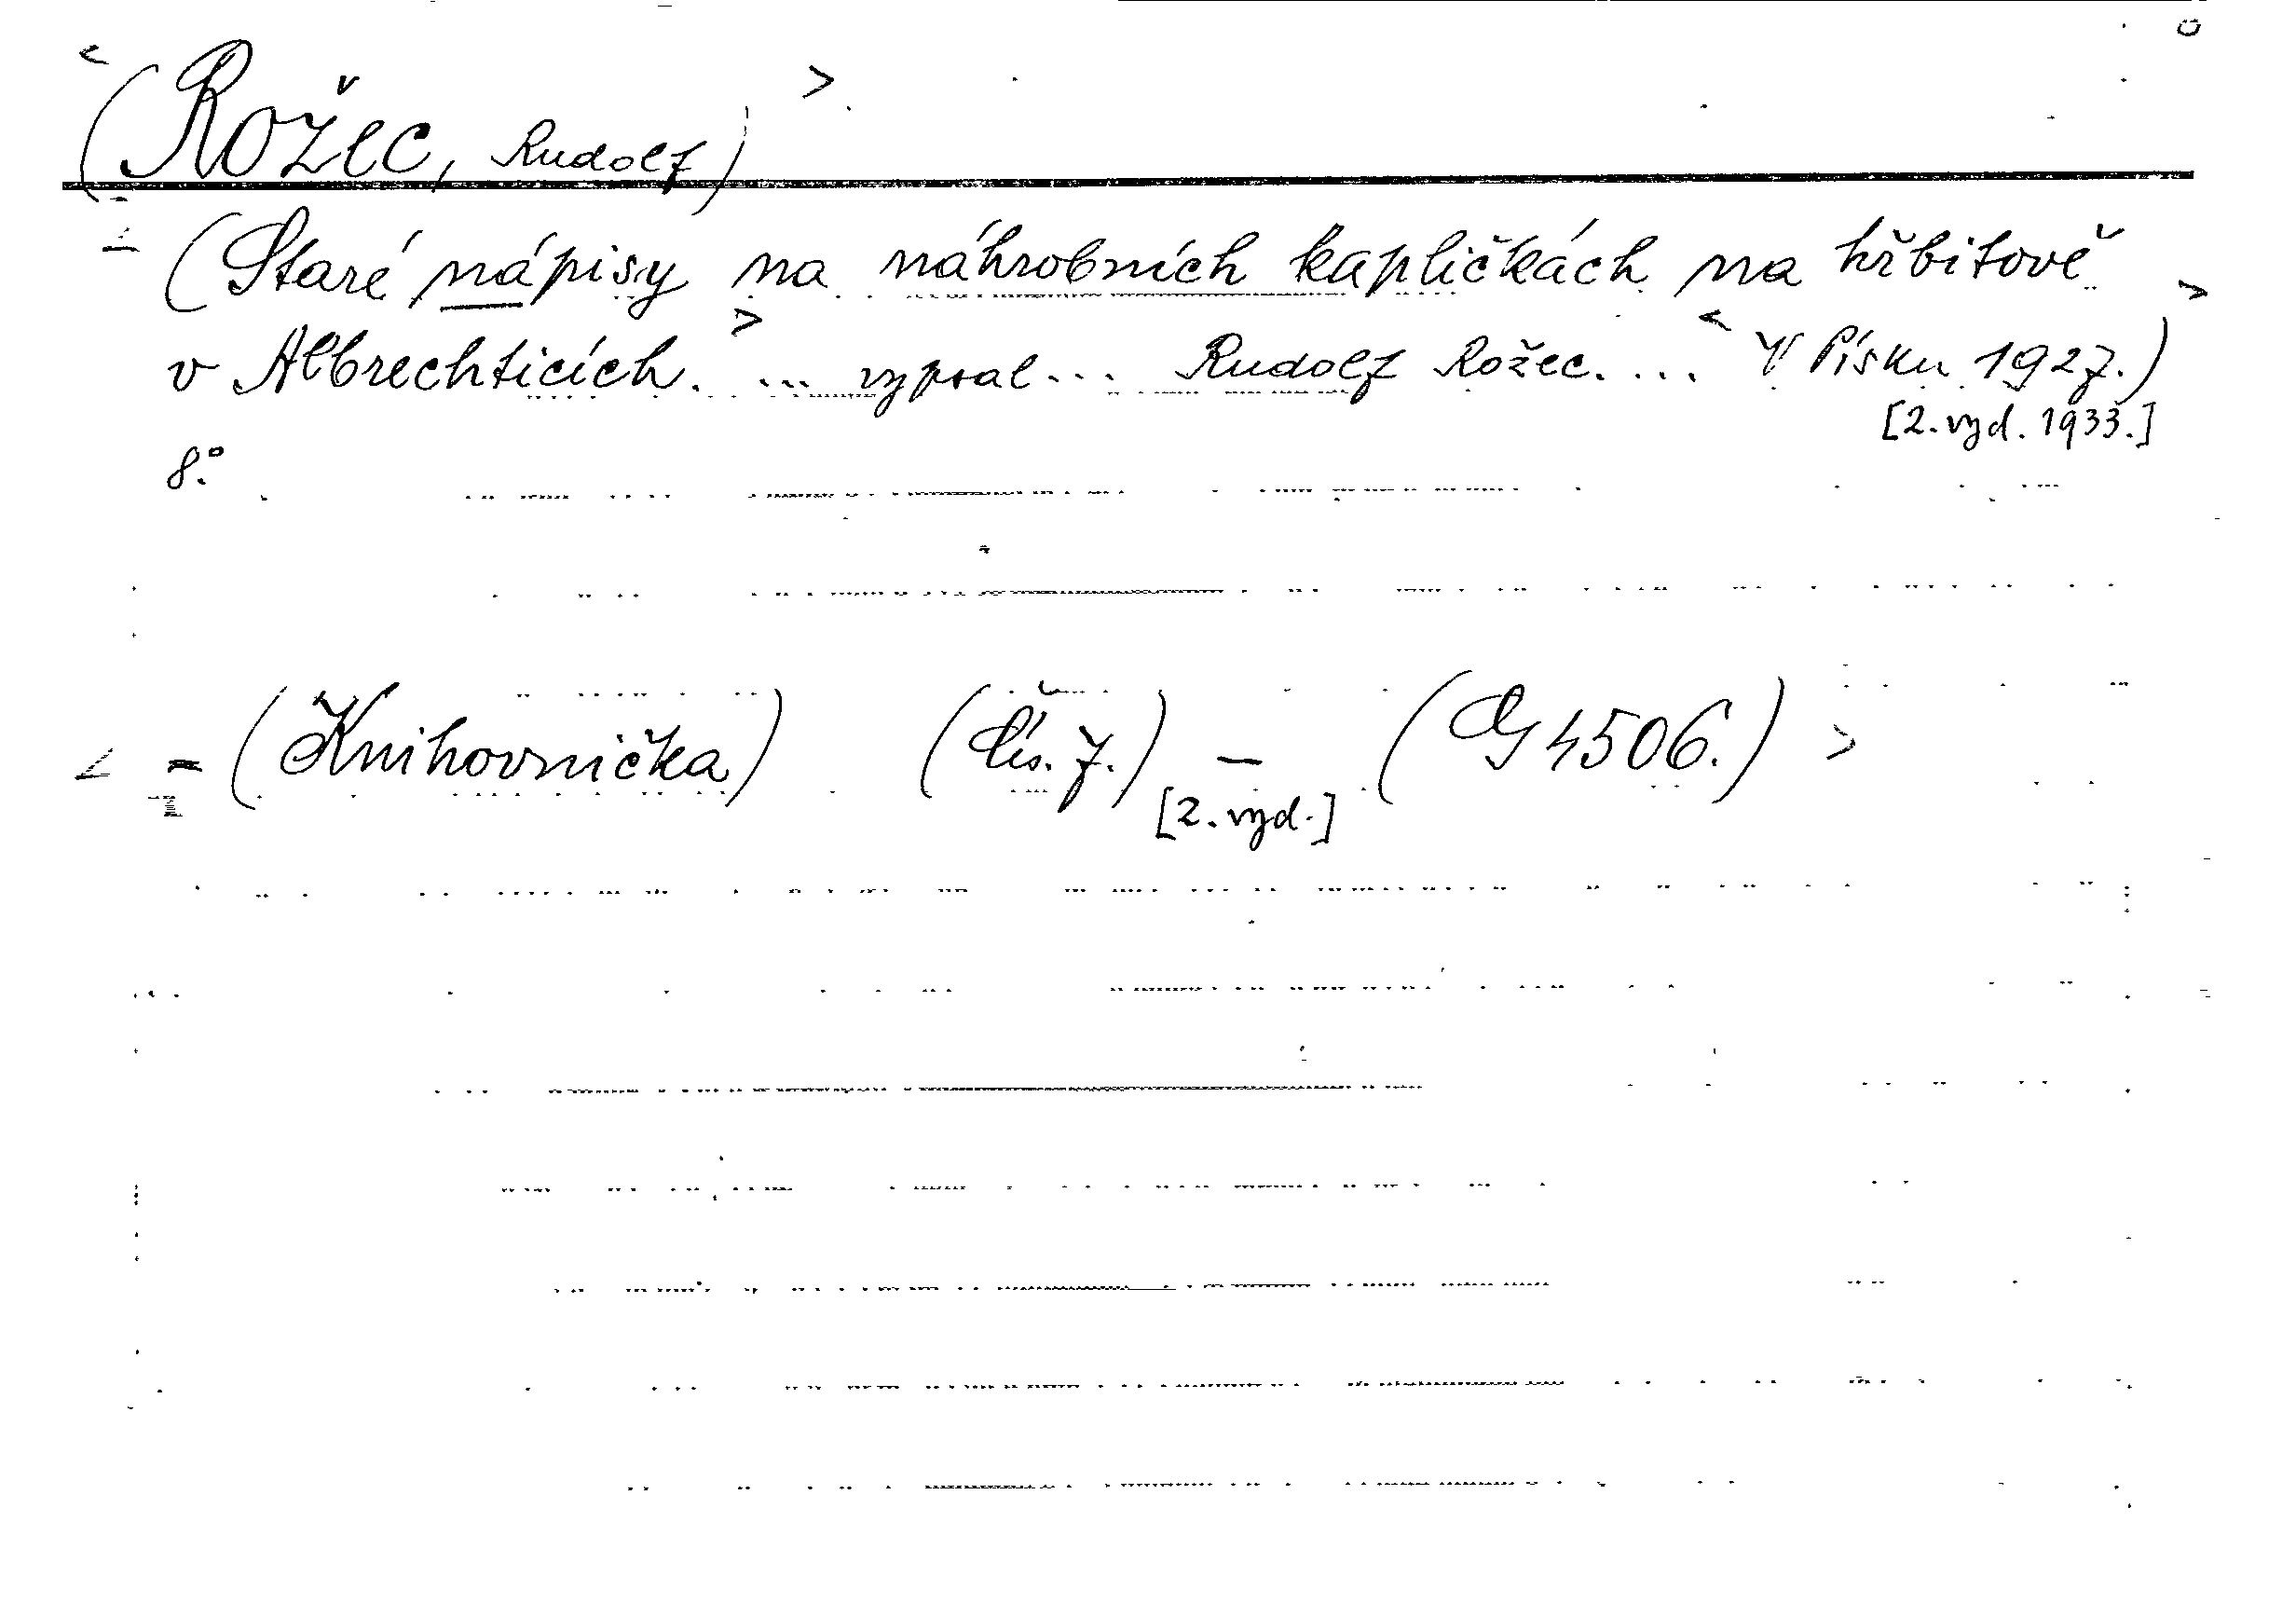 (Rožec, Rudolf)
(Staré nápisy na náhrobních kapličkách na hřbitově
v Albrechticích. ... vypsal ... Rudolf Rožec. ... V Písku 1927.)
[2. vyd. 1933.]
8.°
= (Knihovnička) (Čís. 7.) — (G 4506.)
[2. vyd.]